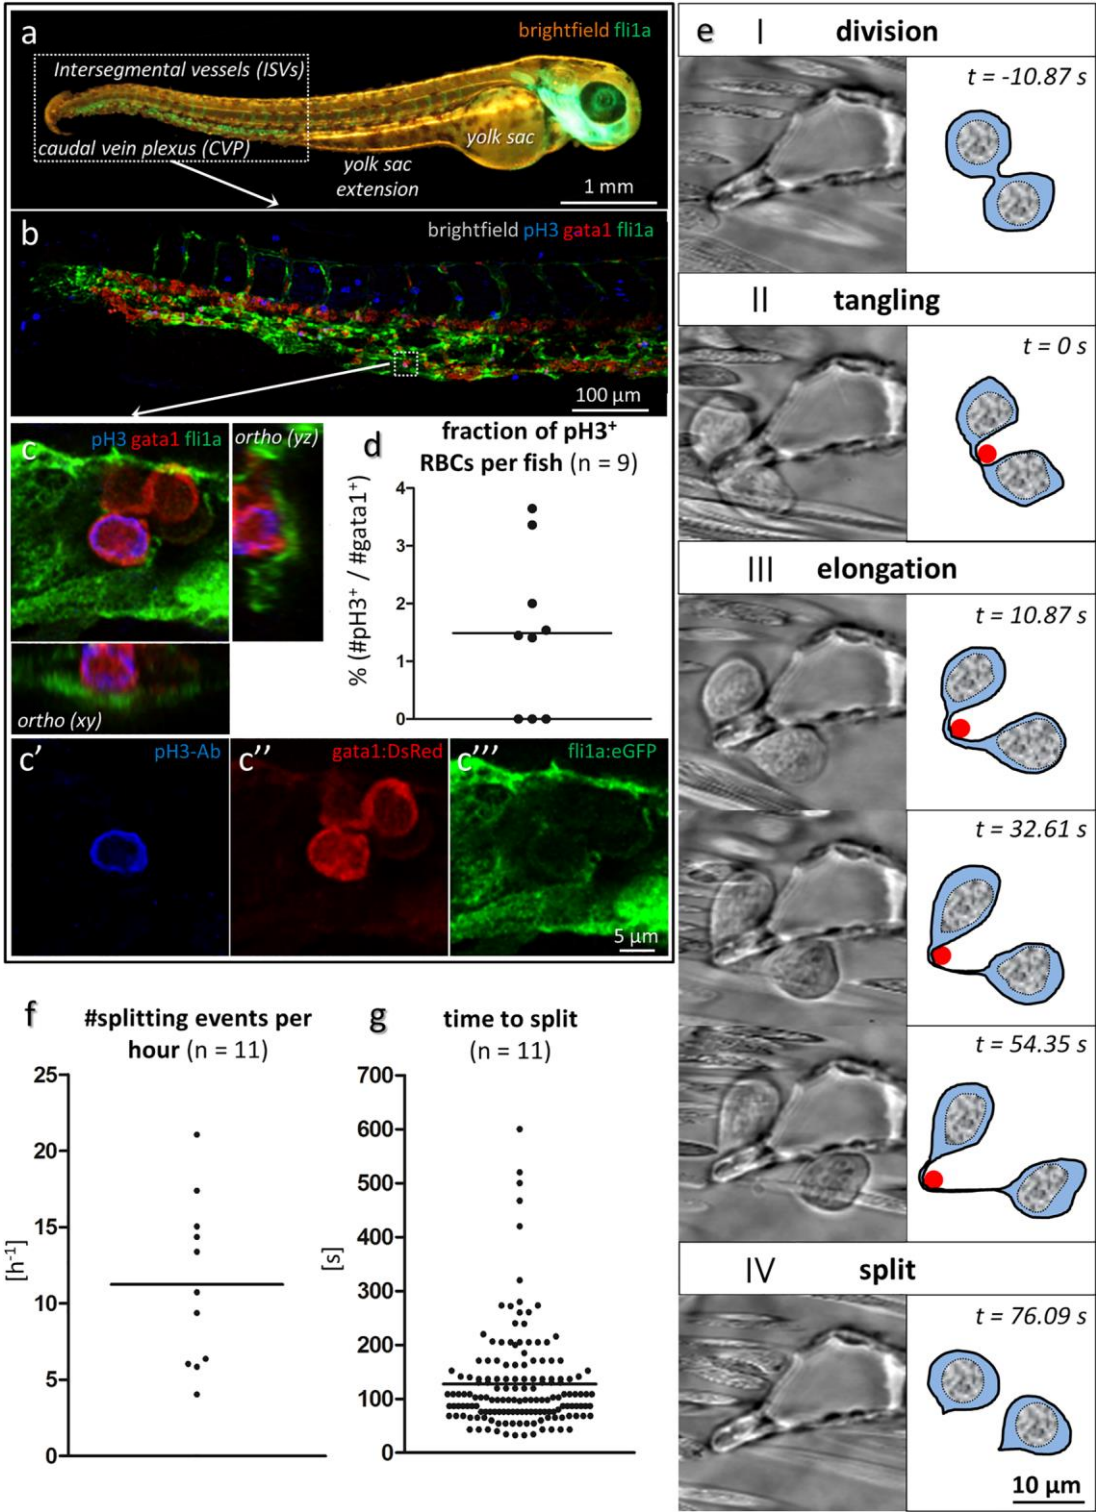 a
brightfield fli1a
Intersegmental vessels (ISVs)
caudal vein plexus (CVP)
yolk sac
yolk sac
extension
1 mm
b
brightfield pH3 gata1 fli1a
100 µm
c
pH3 gata1 fli1a
ortho (yz)
ortho (xy)
d
fraction of pH3⁺
RBCs per fish (n = 9)
% (#pH3⁺ / #gata1⁺)
4
3
2
1
0
c'
pH3-Ab
c''
gata1:DsRed
c'''
fli1a:eGFP
5 µm
e
I division
t = -10.87 s
II tangling
t = 0 s
III elongation
t = 10.87 s
t = 32.61 s
t = 54.35 s
IV split
t = 76.09 s
10 µm
f
#splitting events per
hour (n = 11)
[h⁻¹]
25
20
15
10
5
0
g
time to split
(n = 11)
[s]
700
600
500
400
300
200
100
0